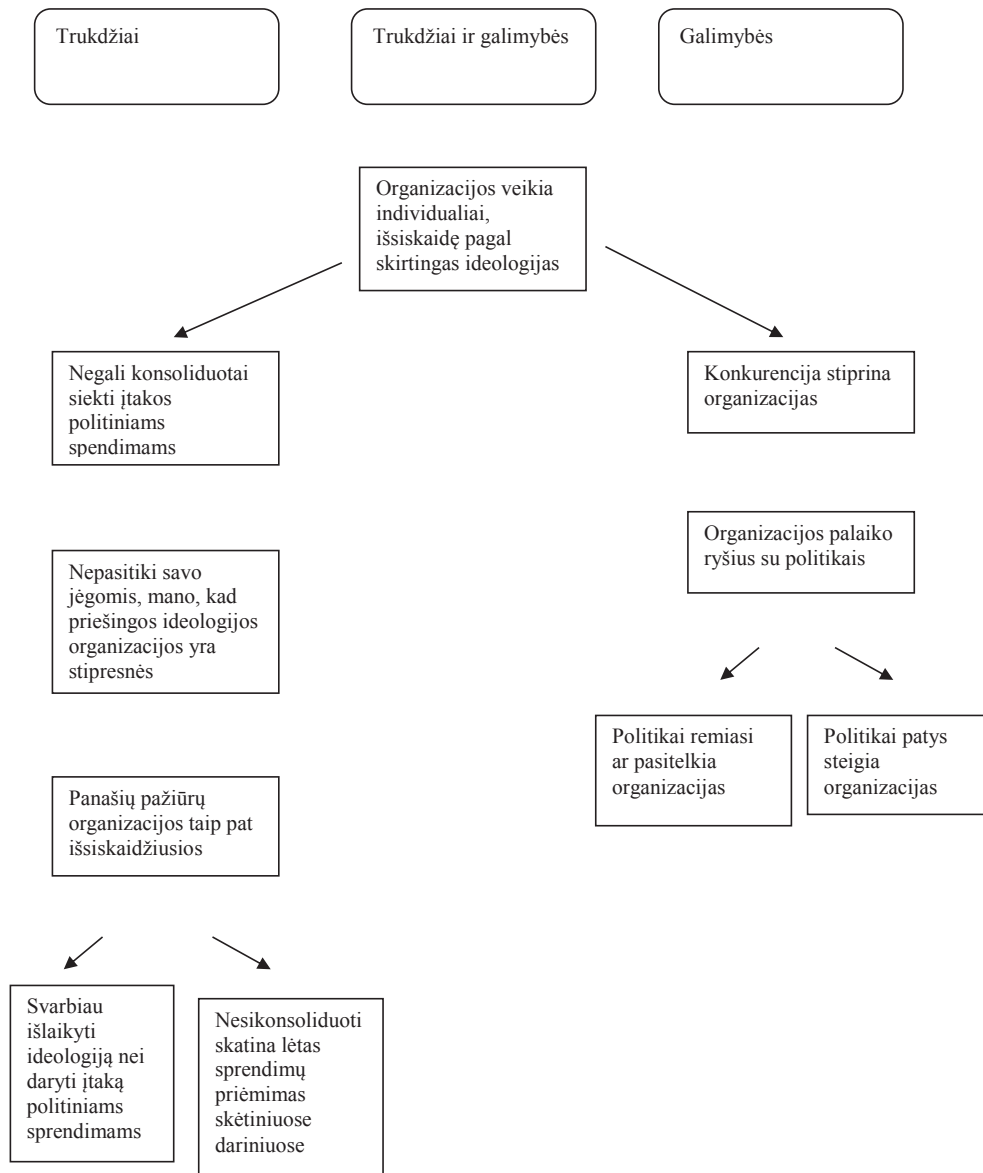 Trukdžiai
Trukdžiai ir galimybės
Galimybės
Organizacijos veikia
individualiai,
išsiskaidę pagal
skirtingas ideologijas
Negali konsoliduotai
siekti įtakos
politiniams
spendimams
Konkurencija stiprina
organizacijas
Organizacijos palaiko
ryšius su politikais
Nepasitiki savo
jėgomis, mano, kad
priešingos ideologijos
organizacijos yra
stipresnės
Politikai remiasi
ar pasitelkia
organizacijas
Politikai patys
steigia
organizacijas
Panašių pažiūrų
organizacijos taip pat
išsiskaidžiusios
Svarbiau
išlaikyti
ideologiją nei
daryti įtaką
politiniams
sprendimams
Nesikonsoliduoti
skatina lėtas
sprendimų
priėmimas
skėtiniuose
dariniuose